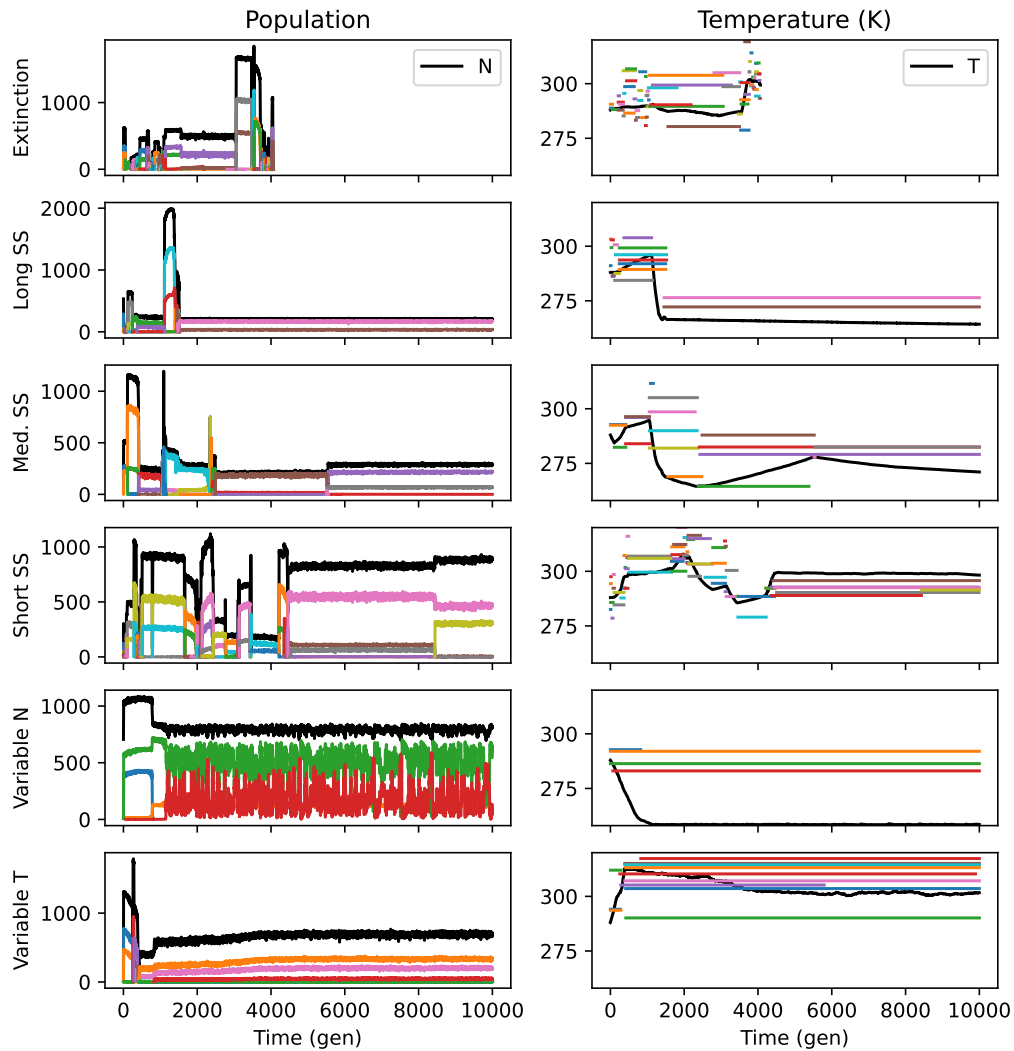 Population
Temperature (K)
Extinction
1000
0
N
300
275
T
Long SS
2000
1000
0
300
275
Med. SS
1000
500
0
300
275
Short SS
1000
500
0
300
275
Variable N
1000
500
0
300
275
Variable T
1000
0
300
275
0 2000 4000 6000 8000 10000
0 2000 4000 6000 8000 10000
Time (gen)
Time (gen)